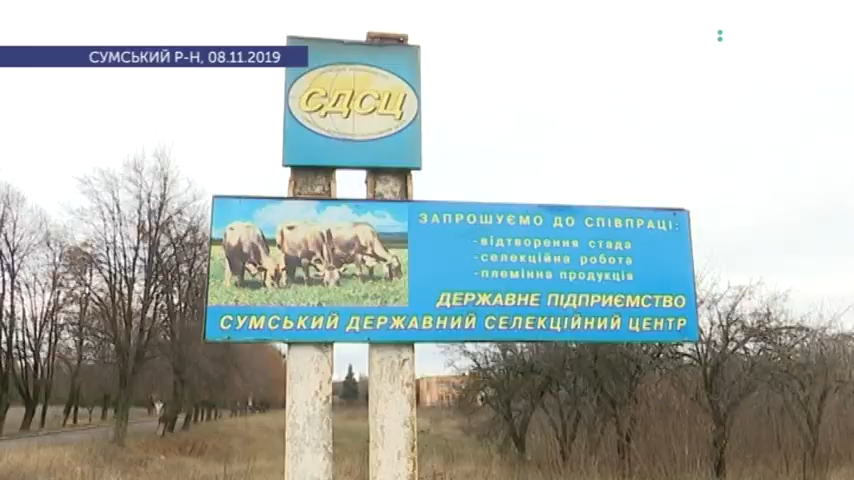 СУМСЬКИЙ Р-Н, 08.11.2019
СДСЦ
ЗАПРОШУЄМО ДО СПІВПРАЦІ:
-відтворення стада
-селекційна робота
-племінна продукція
ДЕРЖАВНЕ ПІДПРИЄМСТВО
СУМСЬКИЙ ДЕРЖАВНИЙ СЕЛЕКЦІЙНИЙ ЦЕНТР